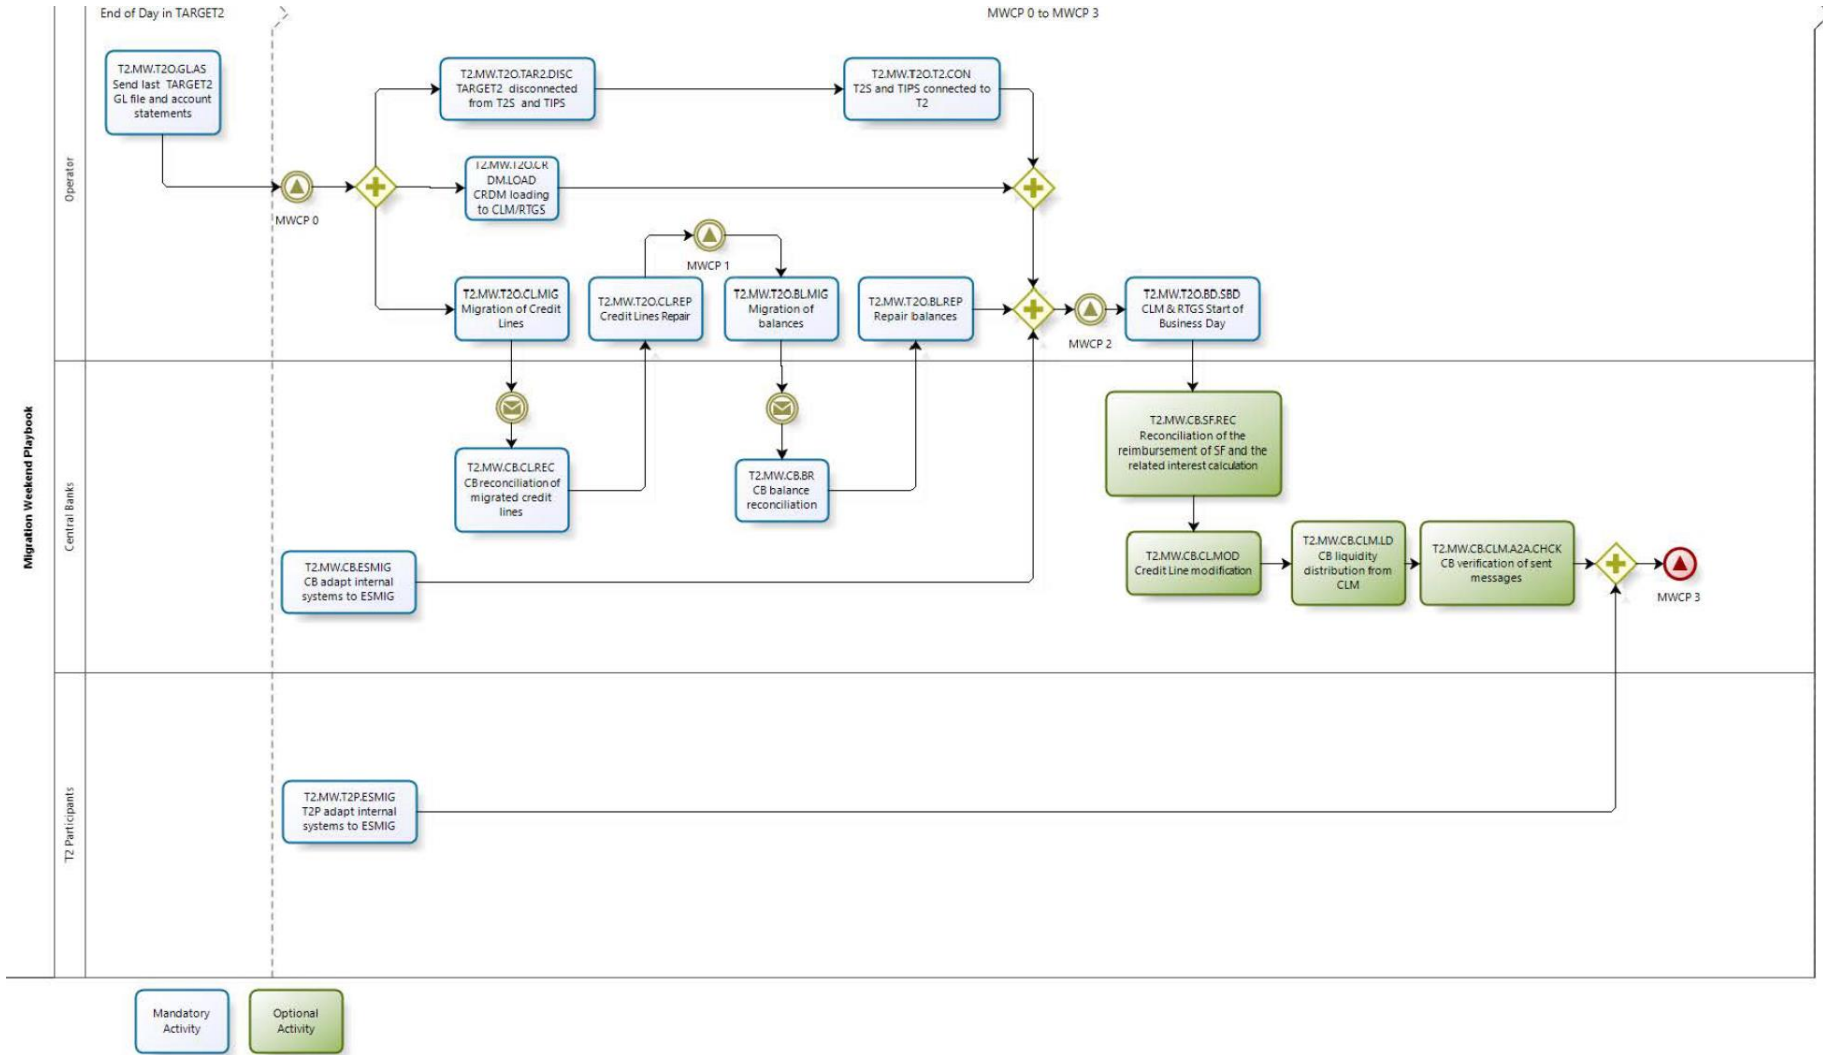 End of Day in TARGET2
MWCP 0 to MWCP 3
Migration Weekend Playbook
Operator
T2.MW.T2O.GL.AS
Send last TARGET2
GL file and account
statements
MWCP 0
T2.MW.T2O.TAR2.DISC
TARGET2 disconnected
from T2S and TIPS
T2.MW.T2O.T2.CON
T2S and TIPS connected to
T2
T2.MW.T2O.CR
DM.LOAD
CRDM loading
to CLM/RTGS
MWCP 1
T2.MW.T2O.CL.MIG
Migration of Credit
Lines
T2.MW.T2O.CL.REP
Credit Lines Repair
T2.MW.T2O.BL.MIG
Migration of
balances
T2.MW.T2O.BL.REP
Repair balances
MWCP 2
T2.MW.T2O.BD.SBD
CLM & RTGS Start of
Business Day
Central Banks
T2.MW.CB.CL.REC
CB reconciliation of
migrated credit
lines
T2.MW.CB.BR
CB balance
reconciliation
T2.MW.CB.SF.REC
Reconciliation of the
reimbursement of SF and the
related interest calculation
T2.MW.CB.ESMIG
CB adapt internal
systems to ESMIG
T2.MW.CB.CL.MOD
Credit Line modification
T2.MW.CB.CLM.LD
CB liquidity
distribution from
CLM
T2.MW.CB.CLM.A2A.CHCK
CB verification of sent
messages
MWCP 3
T2 Participants
T2.MW.T2P.ESMIG
T2P adapt internal
systems to ESMIG
Mandatory
Activity
Optional
Activity